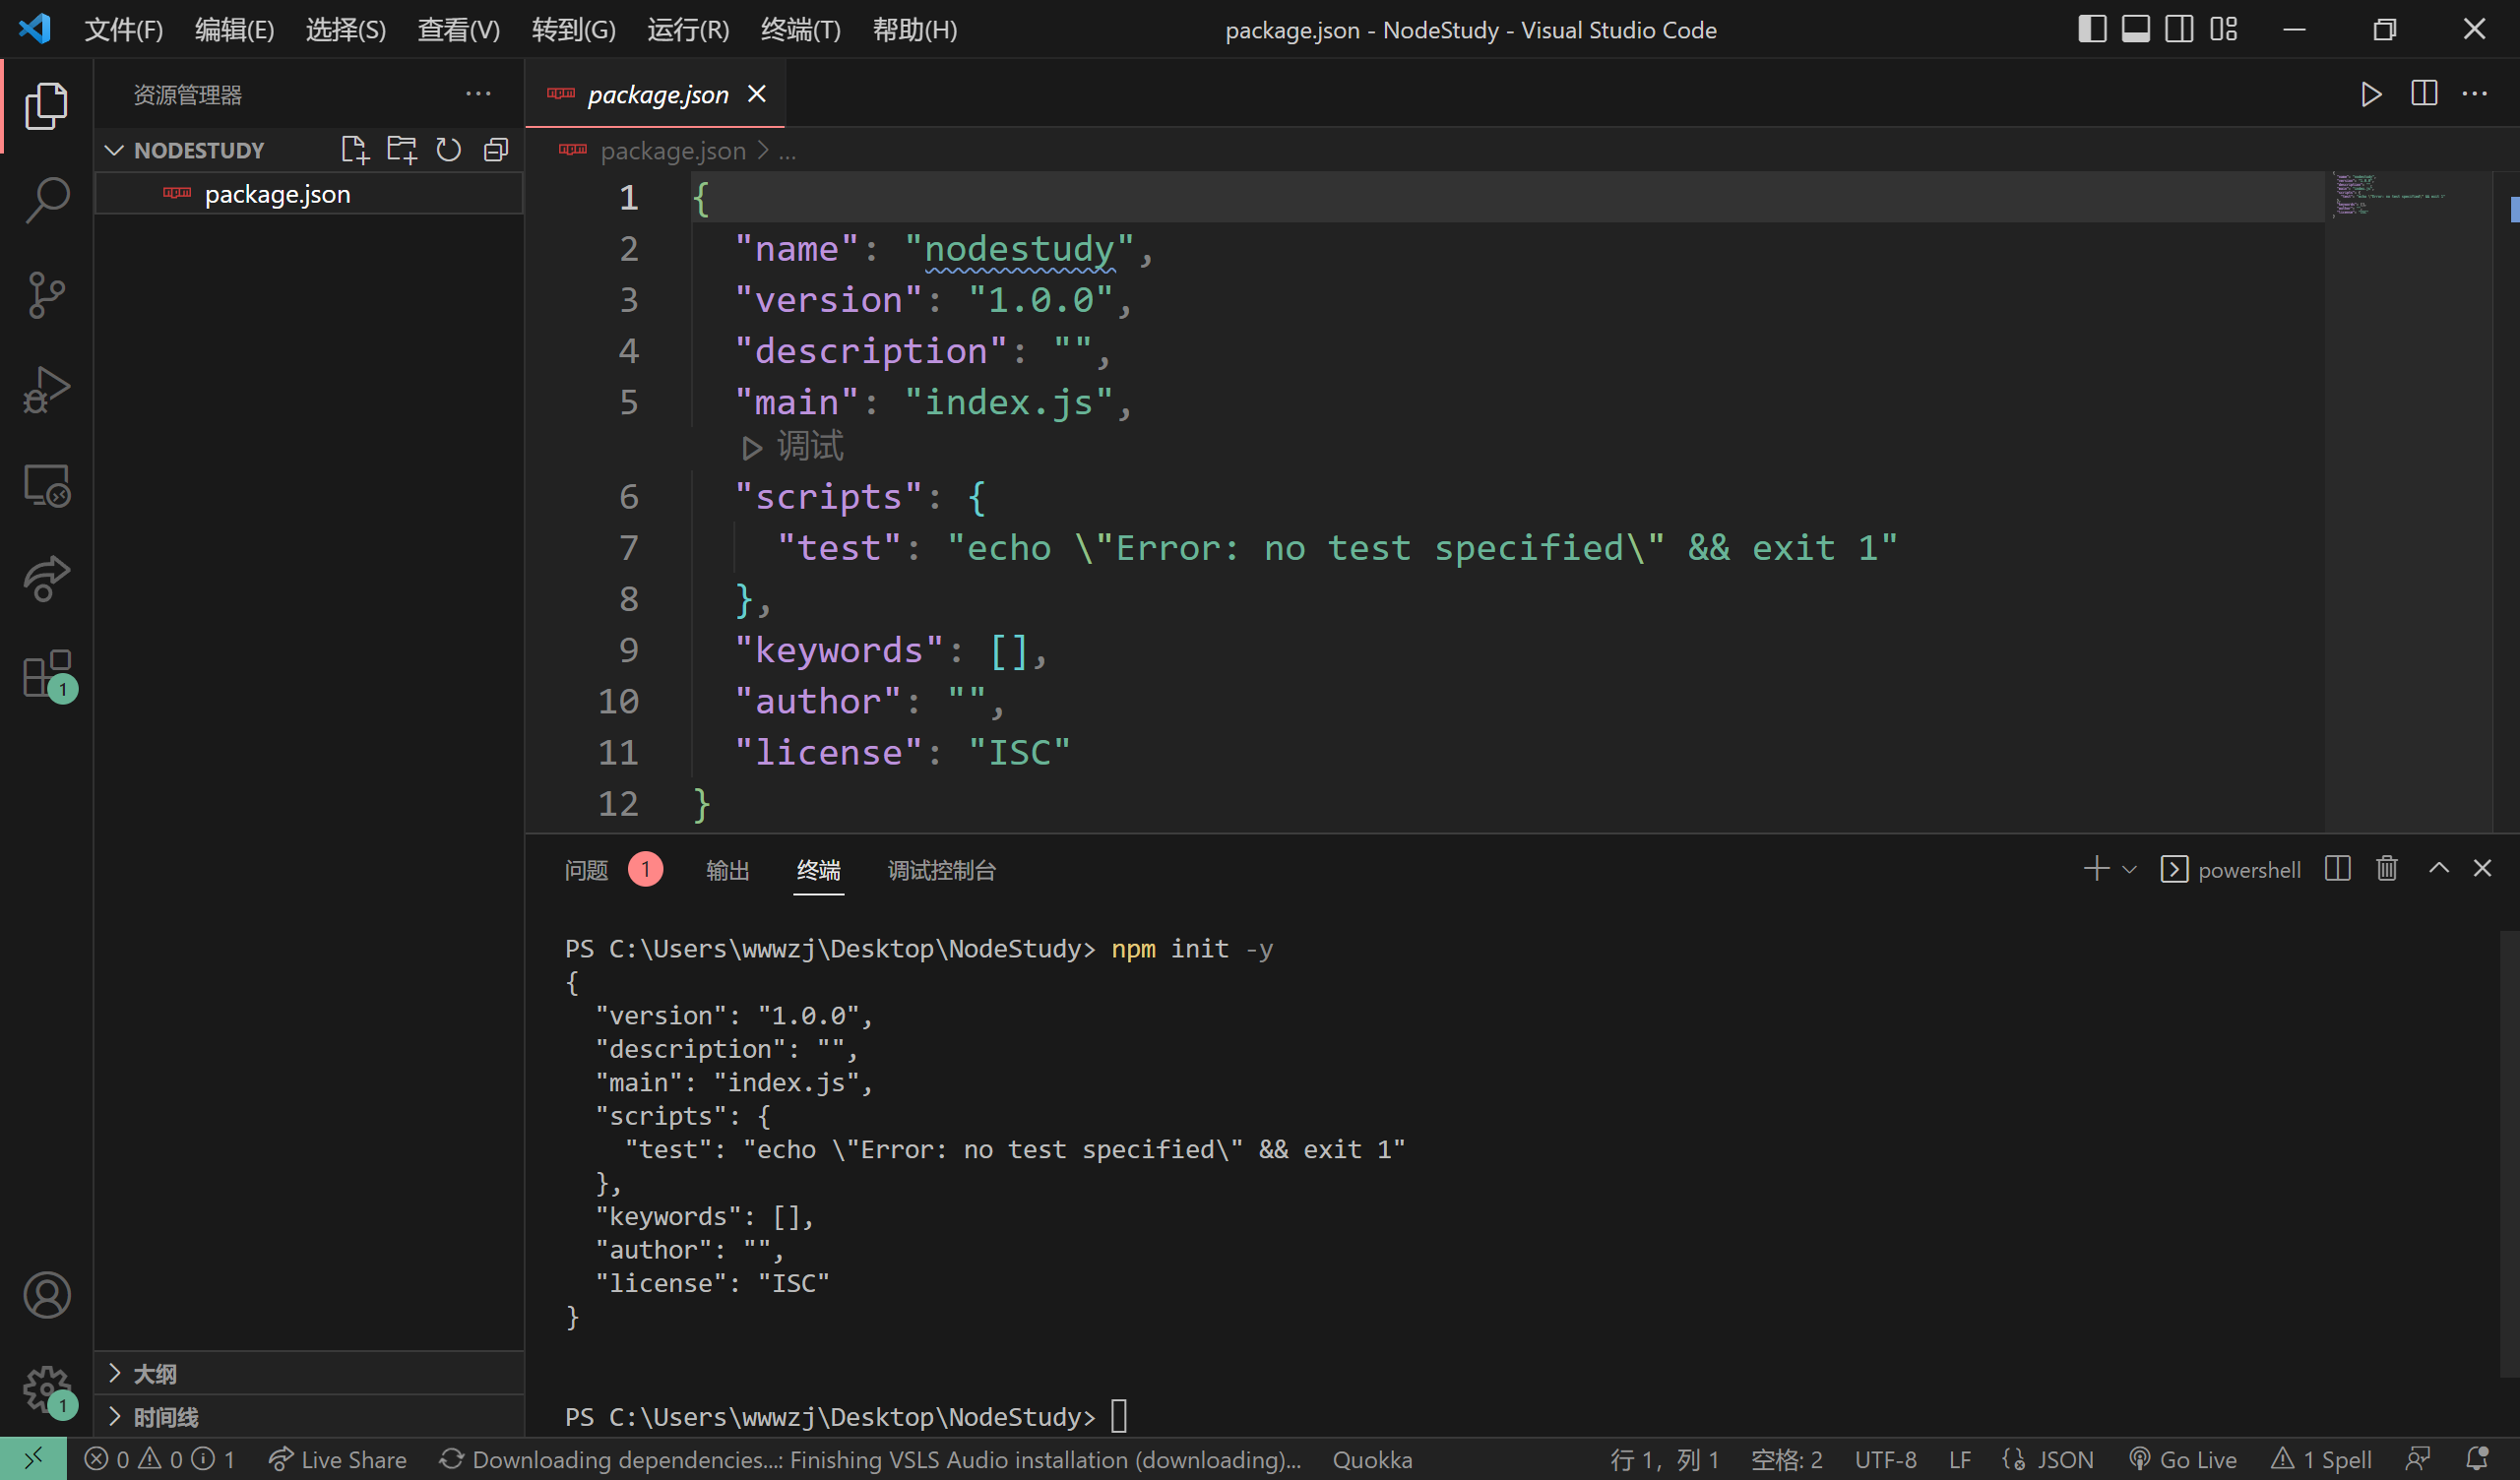 文件(F) 编辑(E) 选择(S) 查看(V) 转到(G) 运行(R) 终端(T) 帮助(H) package.json - NodeStudy - Visual Studio Code
资源管理器 ...
NODESTUDY
package.json
package.json
package.json > ...
1 {
2 "name": "nodestudy",
3 "version": "1.0.0",
4 "description": "",
5 "main": "index.js",
调试
6 "scripts": {
7 "test": "echo \"Error: no test specified\" && exit 1"
8 },
9 "keywords": [],
10 "author": "",
11 "license": "ISC"
12 }
问题 1 输出 终端 调试控制台 powershell
PS C:\Users\wwwzj\Desktop\NodeStudy> npm init -y
{
"version": "1.0.0",
"description": "",
"main": "index.js",
"scripts": {
"test": "echo \"Error: no test specified\" && exit 1"
},
"keywords": [],
"author": "",
"license": "ISC"
}
PS C:\Users\wwwzj\Desktop\NodeStudy>
1
1
大纲
时间线
0 0 1 Live Share Downloading dependencies...: Finishing VSLS Audio installation (downloading)... Quokka 行 1，列 1 空格: 2 UTF-8 LF JSON Go Live 1 Spell